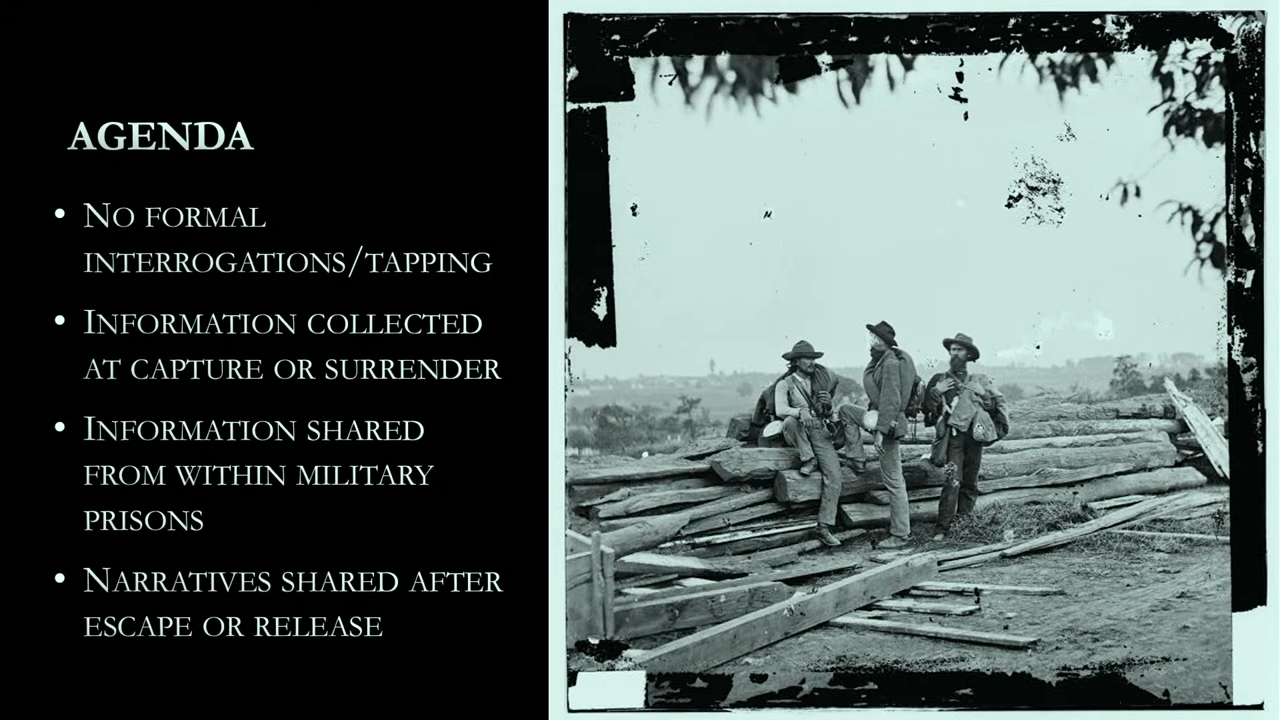 AGENDA
• NO FORMAL
INTERROGATIONS/TAPPING
• INFORMATION COLLECTED
AT CAPTURE OR SURRENDER
• INFORMATION SHARED
FROM WITHIN MILITARY
PRISONS
• NARRATIVES SHARED AFTER
ESCAPE OR RELEASE